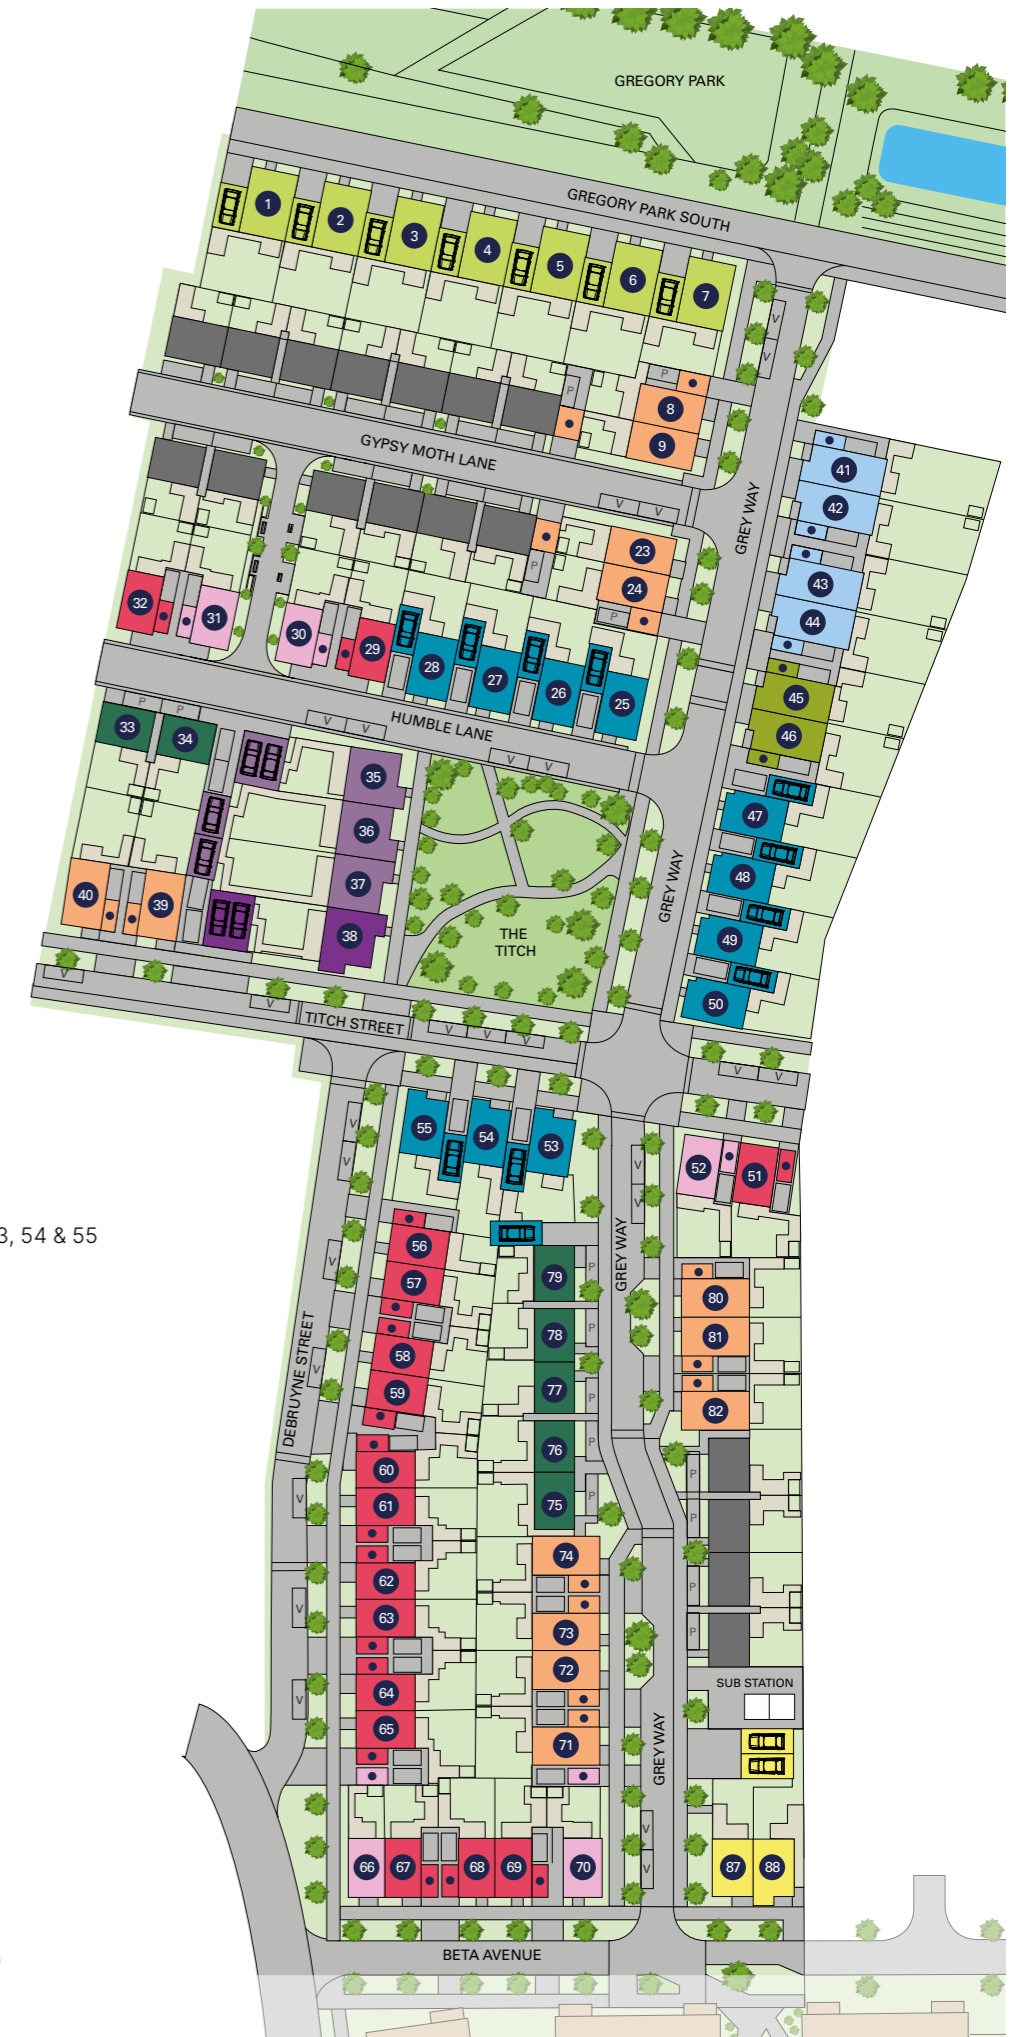 GREGORY PARK
GREGORY PARK SOUTH
1
2
3
4
5
6
7
V
V
P
P
8
9
GYPSY MOTH LANE
V V
GREY WAY
41
42
43
44
45
46
23
24
P
P
32
31
30
29
28
27
26
25
HUMBLE LANE
V V
V V
P P
33
34
35
36
37
38
40
39
THE
TITCH
GREY WAY
47
48
49
50
V
V
TITCH STREET
V V V
V V
55
54
53
52
51
V
V
V
V
3, 54 & 55
GREY WAY
56
57
58
59
V
V
DEBRUYNE STREET
79
78
77
76
75
P
P
P
P
P
80
81
82
60
61
62
63
64
65
V
V
V
74
73
72
71
P
P
P
P
SUB STATION
GREY WAY
V
V
66
67
68
69
70
87
88
BETA AVENUE